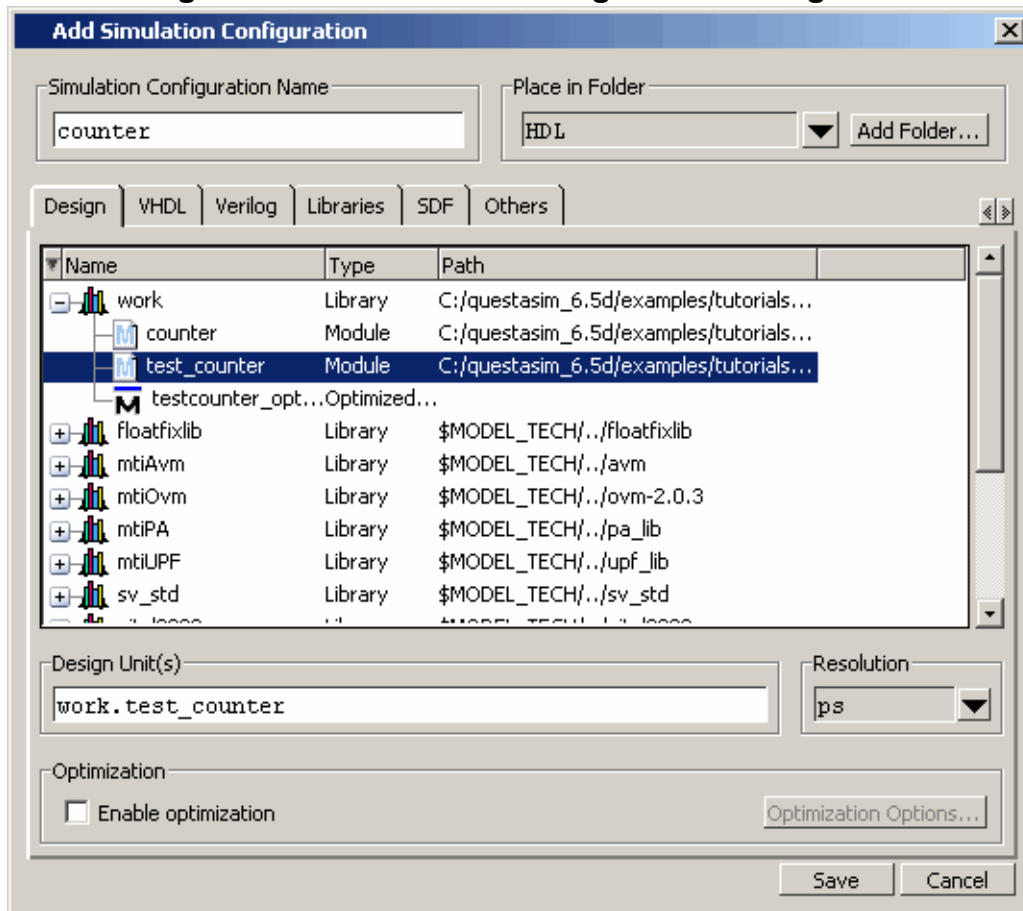 Add Simulation Configuration
Simulation Configuration Name
Place in Folder
counter
HDL
Add Folder...
Design VHDL Verilog Libraries SDF Others
Name Type Path
work Library C:/questasim_6.5d/examples/tutorials...
counter Module C:/questasim_6.5d/examples/tutorials...
test_counter Module C:/questasim_6.5d/examples/tutorials...
testcounter_opt...Optimized...
floatfixlib Library $MODEL_TECH/../floatfixlib
mtiAvm Library $MODEL_TECH/../avm
mtiOvm Library $MODEL_TECH/../ovm-2.0.3
mtiPA Library $MODEL_TECH/../pa_lib
mtiUPF Library $MODEL_TECH/../upf_lib
sv_std Library $MODEL_TECH/../sv_std
Design Unit(s)
Resolution
work.test_counter
ps
Optimization
Enable optimization
Optimization Options...
Save Cancel